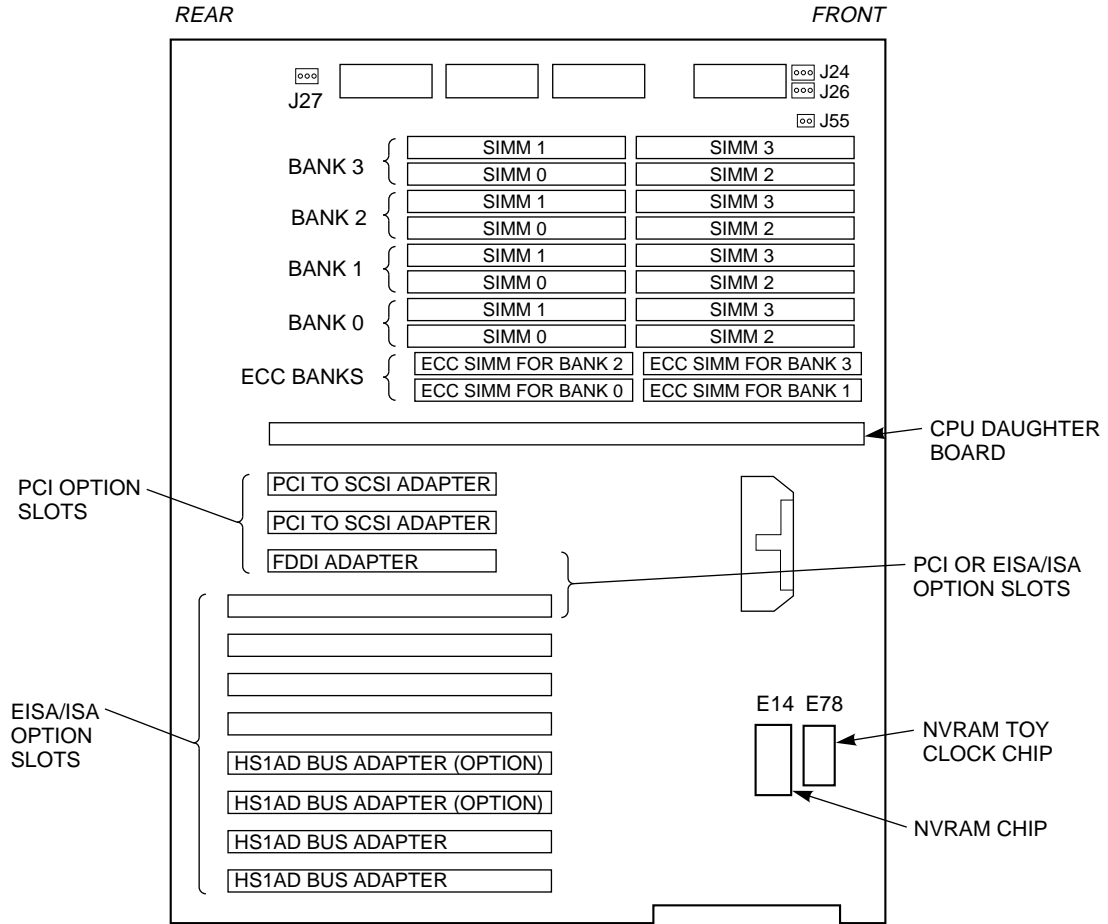 REAR
FRONT
J27
J24
J26
J55
BANK 3
SIMM 1
SIMM 3
SIMM 0
SIMM 2
BANK 2
SIMM 1
SIMM 3
SIMM 0
SIMM 2
BANK 1
SIMM 1
SIMM 3
SIMM 0
SIMM 2
BANK 0
SIMM 1
SIMM 3
SIMM 0
SIMM 2
ECC BANKS
ECC SIMM FOR BANK 2
ECC SIMM FOR BANK 3
ECC SIMM FOR BANK 0
ECC SIMM FOR BANK 1
CPU DAUGHTER
BOARD
PCI OPTION
SLOTS
PCI TO SCSI ADAPTER
PCI TO SCSI ADAPTER
FDDI ADAPTER
PCI OR EISA/ISA
OPTION SLOTS
EISA/ISA
OPTION
SLOTS
HS1AD BUS ADAPTER (OPTION)
HS1AD BUS ADAPTER (OPTION)
HS1AD BUS ADAPTER
HS1AD BUS ADAPTER
E14
E78
NVRAM TOY
CLOCK CHIP
NVRAM CHIP